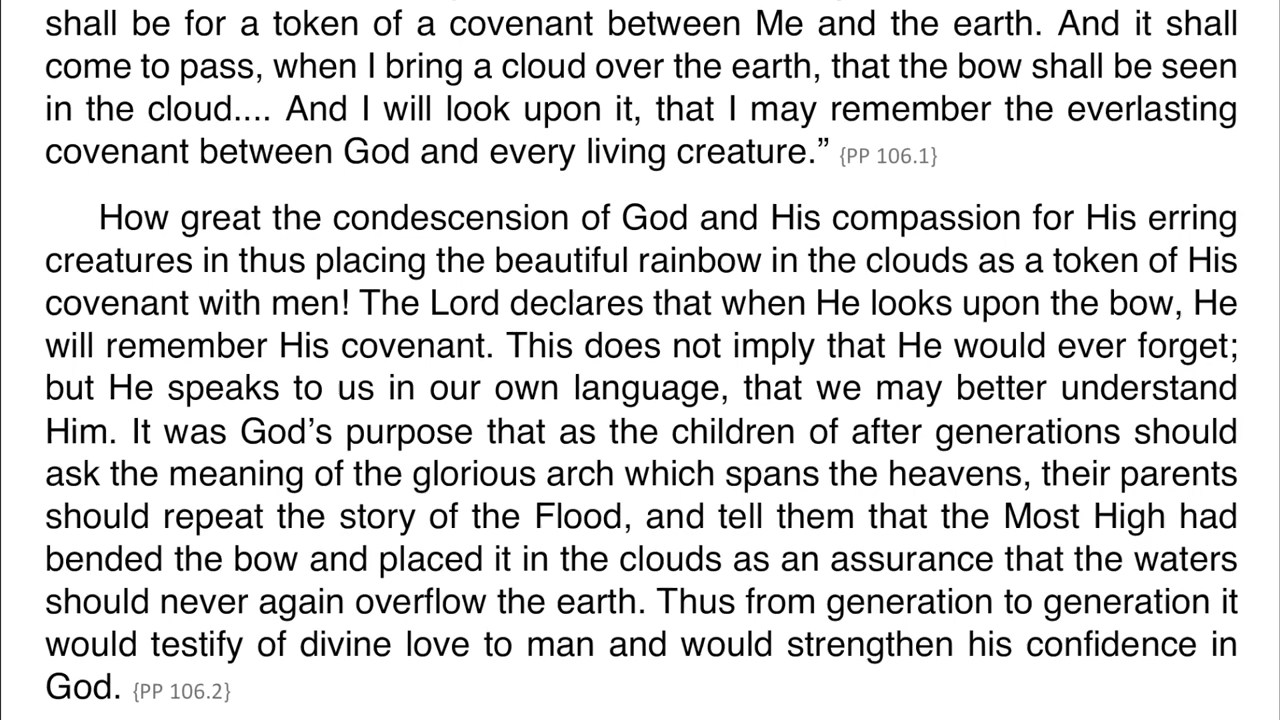 shall be for a token of a covenant between Me and the earth. And it shall
come to pass, when I bring a cloud over the earth, that the bow shall be seen
in the cloud.... And I will look upon it, that I may remember the everlasting
covenant between God and every living creature.” {PP 106.1}
How great the condescension of God and His compassion for His erring
creatures in thus placing the beautiful rainbow in the clouds as a token of His
covenant with men! The Lord declares that when He looks upon the bow, He
will remember His covenant. This does not imply that He would ever forget;
but He speaks to us in our own language, that we may better understand
Him. It was God’s purpose that as the children of after generations should
ask the meaning of the glorious arch which spans the heavens, their parents
should repeat the story of the Flood, and tell them that the Most High had
bended the bow and placed it in the clouds as an assurance that the waters
should never again overflow the earth. Thus from generation to generation it
would testify of divine love to man and would strengthen his confidence in
God. {PP 106.2}